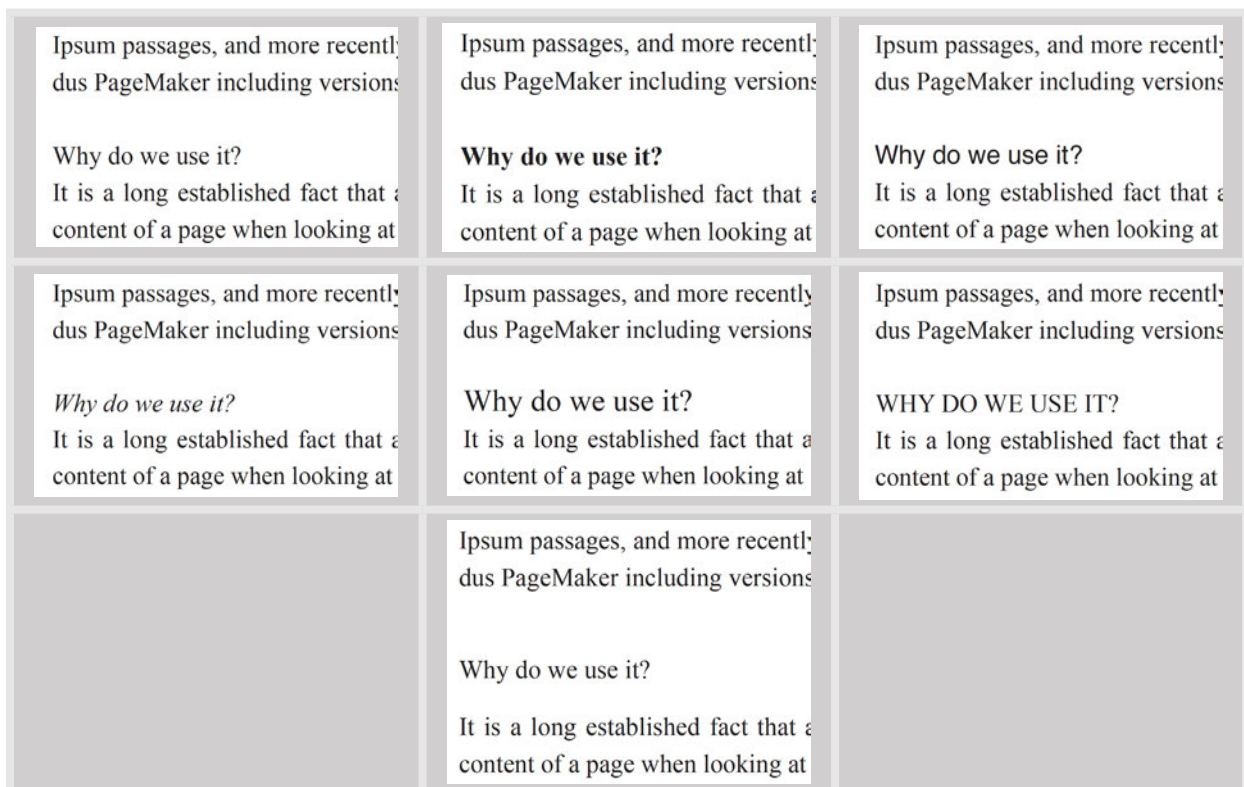 Ipsum passages, and more recently
dus PageMaker including versions
Why do we use it?
It is a long established fact that a
content of a page when looking at
Ipsum passages, and more recently
dus PageMaker including versions
Why do we use it?
It is a long established fact that a
content of a page when looking at
Ipsum passages, and more recently
dus PageMaker including versions
Why do we use it?
It is a long established fact that a
content of a page when looking at
Ipsum passages, and more recently
dus PageMaker including versions
Why do we use it?
It is a long established fact that a
content of a page when looking at
Ipsum passages, and more recently
dus PageMaker including versions
Why do we use it?
It is a long established fact that a
content of a page when looking at
Ipsum passages, and more recently
dus PageMaker including versions
WHY DO WE USE IT?
It is a long established fact that a
content of a page when looking at
Ipsum passages, and more recently
dus PageMaker including versions
Why do we use it?
It is a long established fact that a
content of a page when looking at